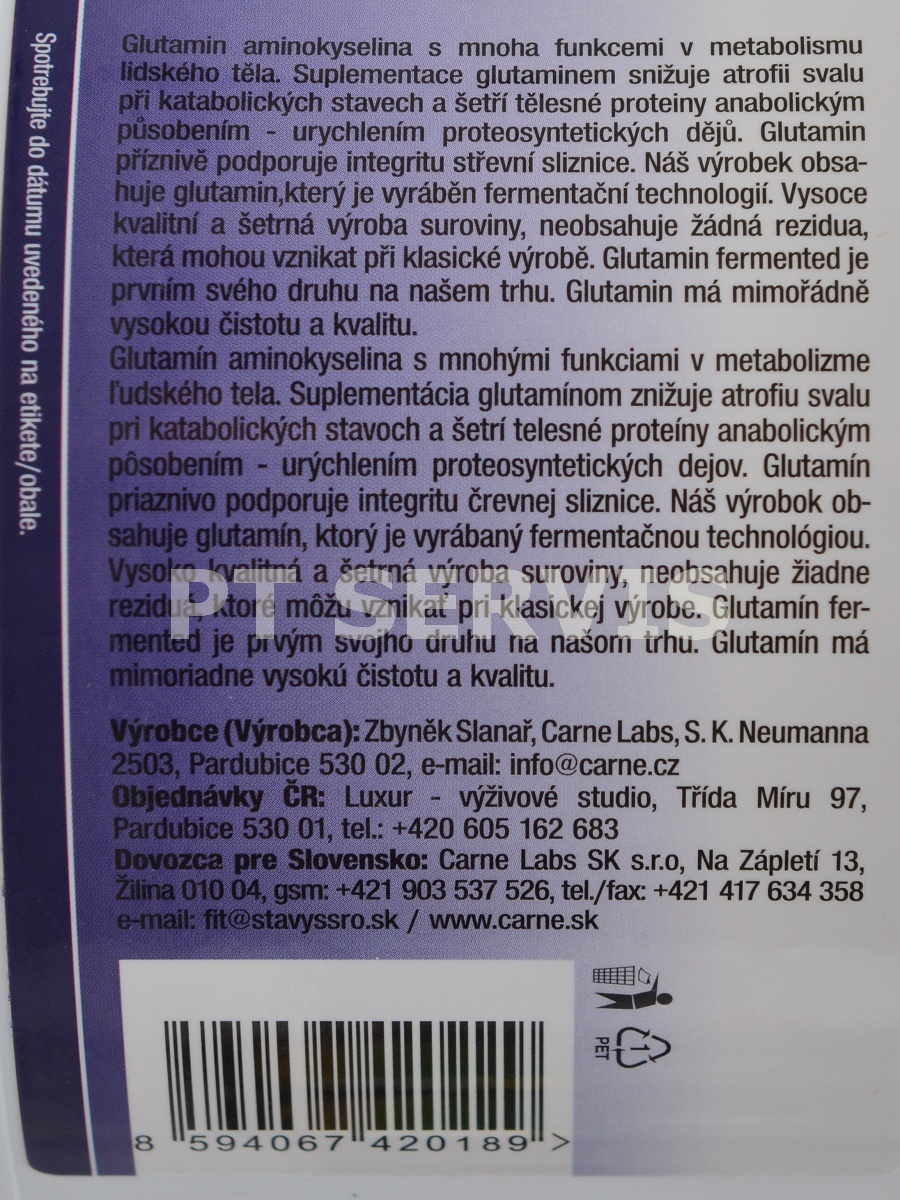 Spotrebujte do dátumu uvedeného na etikete/obale.
Glutamin aminokyselina s mnoha funkcemi v metabolismu
lidského těla. Suplementace glutaminem snižuje atrofii svalu
při katabolických stavech a šetří tělesné proteiny anabolickým
působením - urychlením proteosyntetických dějů. Glutamin
příznivě podporuje integritu střevní sliznice. Náš výrobek obsa-
huje glutamin,který je vyráběn fermentační technologií. Vysoce
kvalitní a šetrná výroba suroviny, neobsahuje žádná rezidua,
která mohou vznikat při klasické výrobě. Glutamin fermented je
prvním svého druhu na našem trhu. Glutamin má mimořádně
vysokou čistotu a kvalitu.
Glutamín aminokyselina s mnohými funkciami v metabolizme
ľudského tela. Suplementácia glutamínom znižuje atrofiu svalu
pri katabolických stavoch a šetrí telesné proteíny anabolickým
pôsobením - urýchlením proteosyntetických dejov. Glutamín
priaznivo podporuje integritu črevnej sliznice. Náš výrobok ob-
sahuje glutamín, ktorý je vyrábaný fermentačnou technológiou.
Vysoko kvalitná a šetrná výroba suroviny, neobsahuje žiadne
reziduá, ktoré môžu vznikať pri klasickej výrobe. Glutamín fer-
mented je prvým svojho druhu na našom trhu. Glutamín má
mimoriadne vysokú čistotu a kvalitu.
PT SERVIS
Výrobce (Výrobca): Zbyněk Slanař, Carne Labs, S. K. Neumanna
2503, Pardubice 530 02, e-mail: info@carne.cz
Objednávky ČR: Luxur - výživové studio, Třída Míru 97,
Pardubice 530 01, tel.: +420 605 162 683
Dovozca pre Slovensko: Carne Labs SK s.r.o, Na Zápletí 13,
Žilina 010 04, gsm: +421 903 537 526, tel./fax: +421 417 634 358
e-mail: fit@stavyssro.sk / www.carne.sk
1
PET
8 594067 420189 >